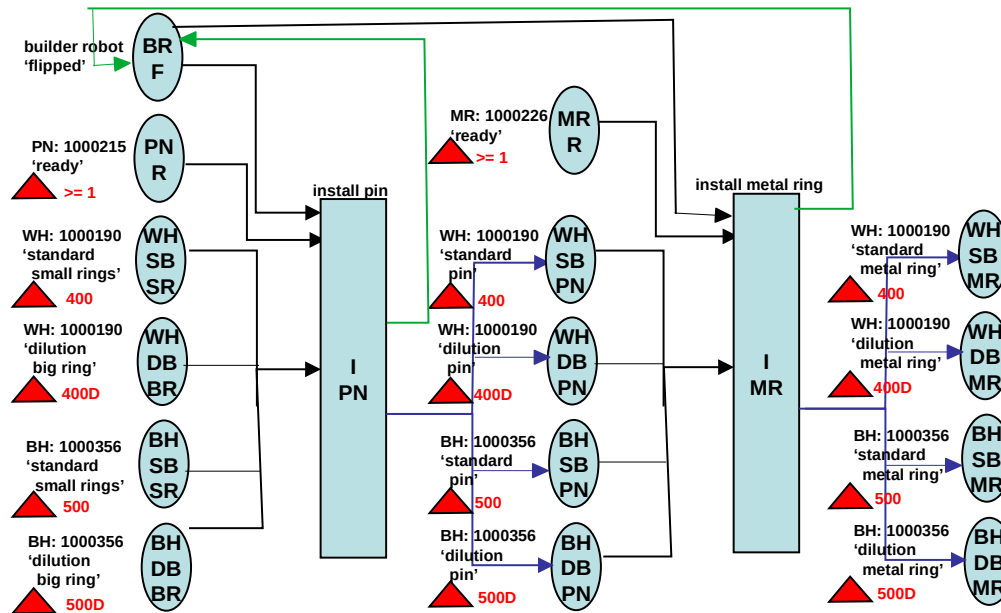 builder robot
‘flipped’
BR
F
PN: 1000215
‘ready’
>= 1
PN
R
MR: 1000226
‘ready’
>= 1
MR
R
install pin
I
PN
install metal ring
I
MR
WH: 1000190
‘standard
small rings’
400
WH
SB
SR
WH: 1000190
‘dilution
big ring’
400D
WH
DB
BR
BH: 1000356
‘standard
small rings’
500
BH
SB
SR
BH: 1000356
‘dilution
big ring’
500D
BH
DB
BR
WH: 1000190
‘standard
pin’
400
WH
SB
PN
WH: 1000190
‘dilution
pin’
400D
WH
DB
PN
BH: 1000356
‘standard
pin’
500
BH
SB
PN
BH: 1000356
‘dilution
pin’
500D
BH
DB
PN
WH: 1000190
‘standard
metal ring’
400
WH
SB
MR
WH: 1000190
‘dilution
metal ring’
400D
WH
DB
MR
BH: 1000356
‘standard
metal ring’
500
BH
SB
MR
BH: 1000356
‘dilution
metal ring’
500D
BH
DB
MR